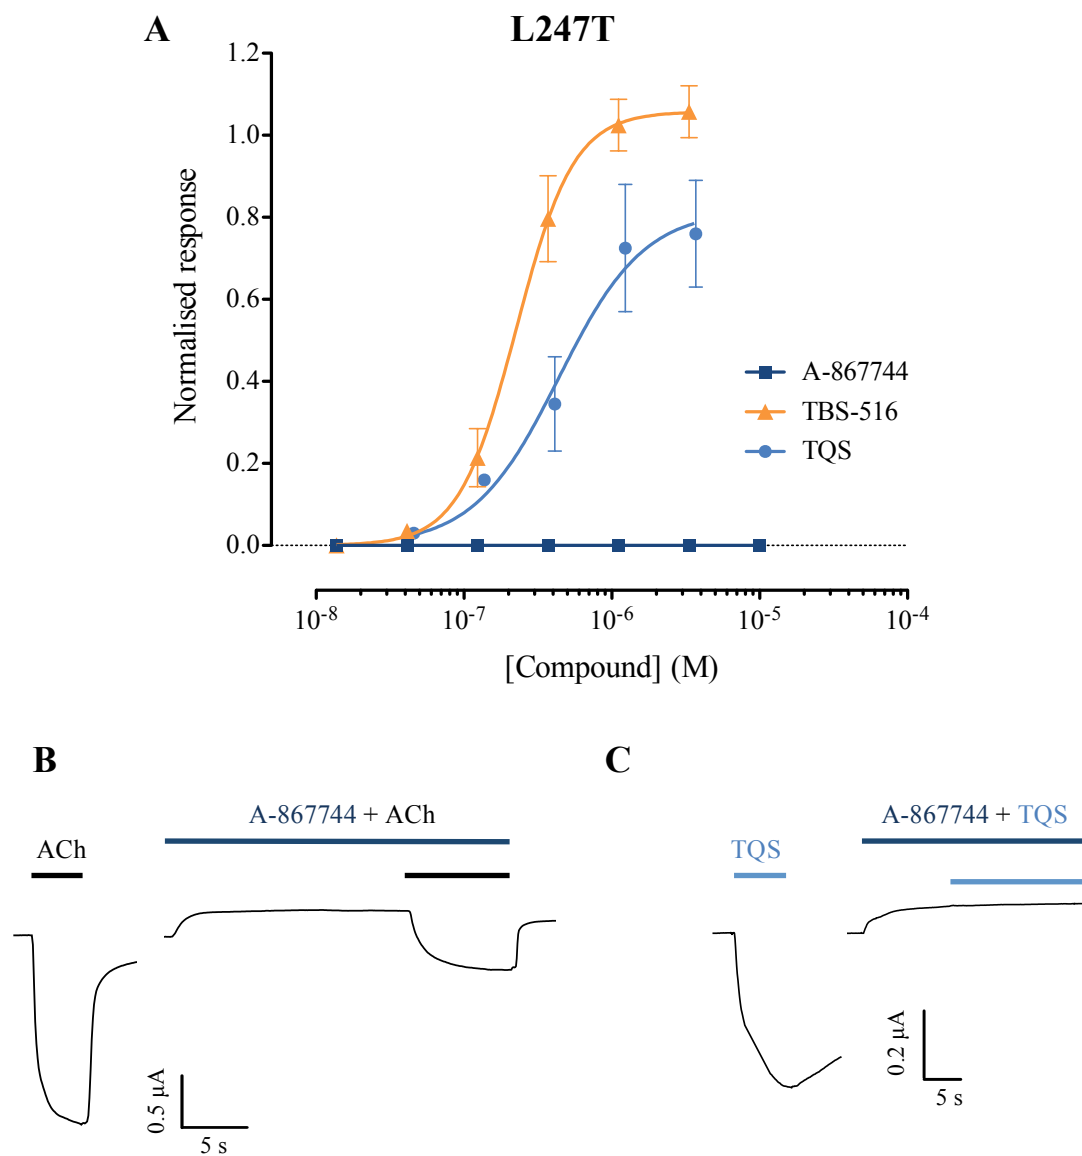 A
L247T
1.2
1.0
0.8
0.6
0.4
0.2
0.0
Normalised response
A-867744
TBS-516
TQS
10-8
10-7
10-6
10-5
10-4
[Compound] (M)
B
C
A-867744 + ACh
ACh
A-867744 + TQS
TQS
0.5 µA
5 s
0.2 µA
5 s